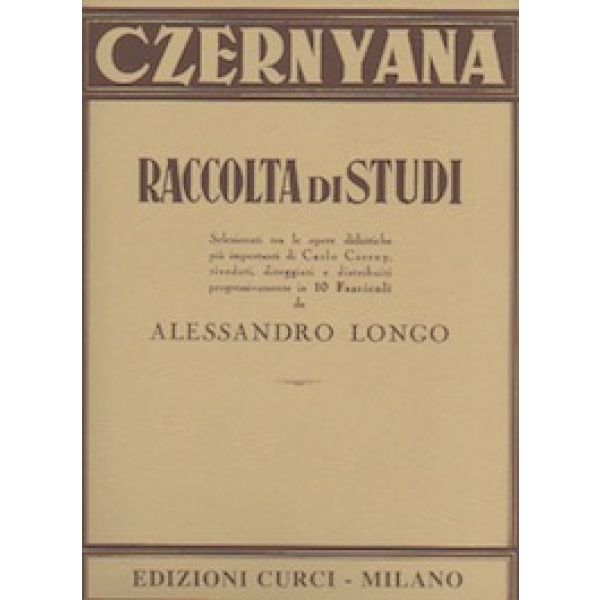 CZERNYANA
RACCOLTA DI STUDI
Selezionati tra le opere didattiche
più importanti di Carlo Czerny,
riveduti, diteggiati e distribuiti
progressivamente in 10 Fascicoli
da
ALESSANDRO LONGO
EDIZIONI CURCI - MILANO